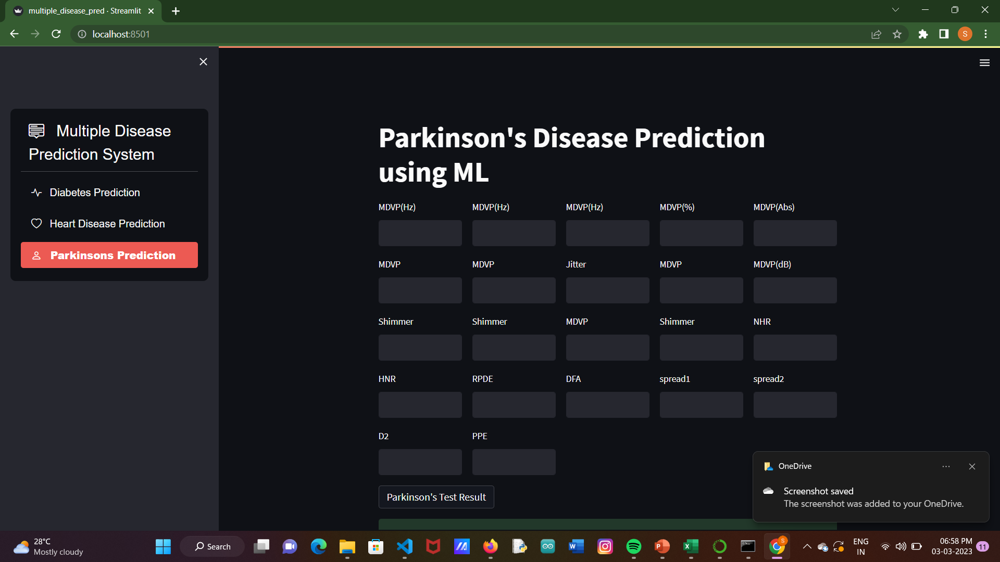 multiple_disease_pred · Streamlit
localhost:8501
S
Multiple Disease
Prediction System
Diabetes Prediction
Heart Disease Prediction
Parkinsons Prediction
Parkinson's Disease Prediction
using ML
MDVP(Hz) MDVP(Hz) MDVP(Hz) MDVP(%) MDVP(Abs)
MDVP MDVP Jitter MDVP MDVP(dB)
Shimmer Shimmer MDVP Shimmer NHR
HNR RPDE DFA spread1 spread2
D2 PPE
Parkinson's Test Result
OneDrive
Screenshot saved
The screenshot was added to your OneDrive.
28°C
Mostly cloudy
Search
W
P
X
S
ENG
IN
06:58 PM
03-03-2023
11